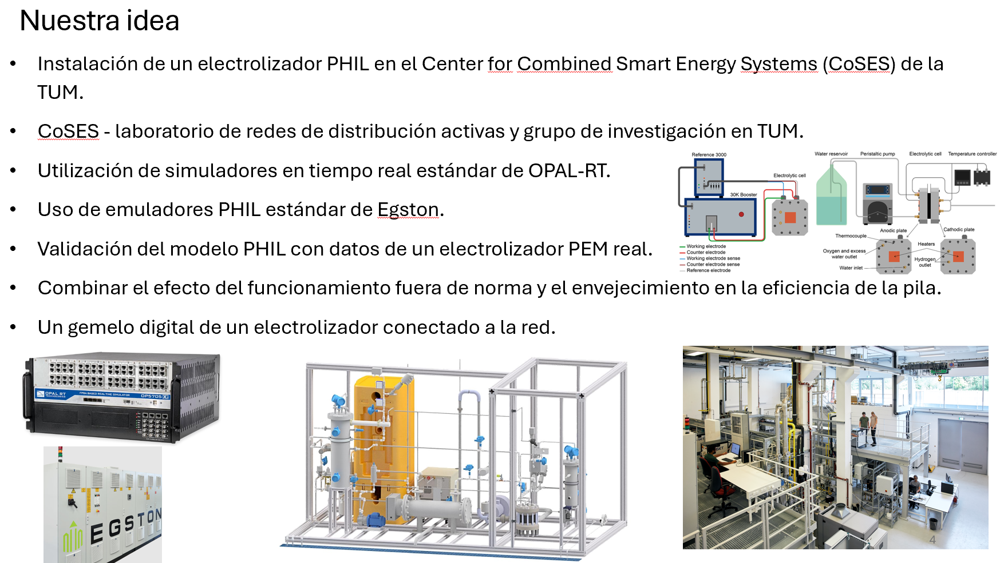 Nuestra idea
• Instalación de un electrolizador PHIL en el Center for Combined Smart Energy Systems (CoSES) de la
TUM.
• CoSES - laboratorio de redes de distribución activas y grupo de investigación en TUM.
• Utilización de simuladores en tiempo real estándar de OPAL-RT.
• Uso de emuladores PHIL estándar de Egston.
• Validación del modelo PHIL con datos de un electrolizador PEM real.
• Combinar el efecto del funcionamiento fuera de norma y el envejecimiento en la eficiencia de la pila.
• Un gemelo digital de un electrolizador conectado a la red.
Reference 3000
Electrolytic cell
30K Booster
Working electrode
Counter electrode
Working electrode sense
Counter electrode sense
Reference electrode
Water reservoir
Peristaltic pump
Electrolytic cell
Temperature controller
Anodic plate
Cathodic plate
Thermocouple
Heaters
Oxygen and excess
water outlet
Hydrogen
outlet
Water inlet
OPAL RT
TECHNOLOGIES
FPGA BASED REALTIME SIMULATOR
OP5705
EGSTON
4